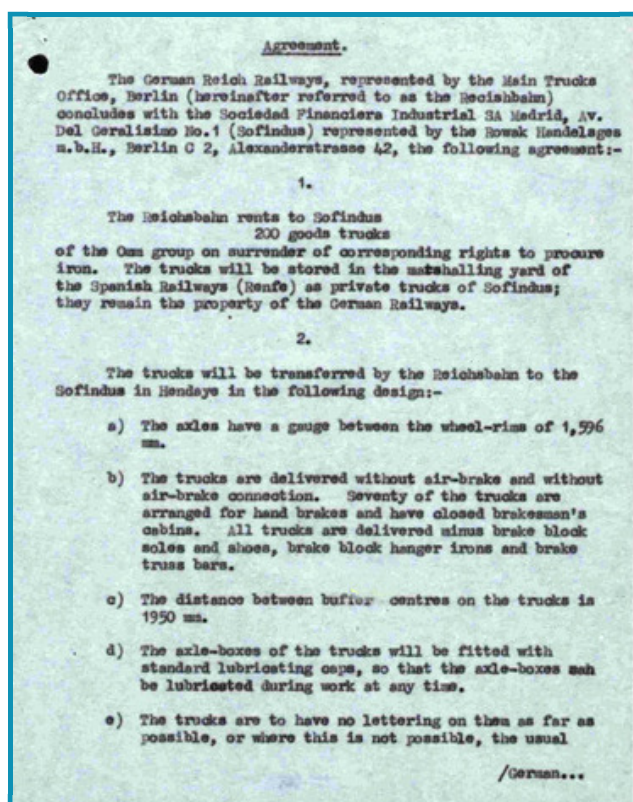 Agreement.
The German Reich Railways, represented by the Main Trucks
Office, Berlin (hereinafter referred to as the Recishbahn)
concludes with the Sociedad Financiera Industrial SA Madrid, Av.
Del Geralisimo No.1 (Sofindus) represented by the Rowak Handelsges
m.b.H., Berlin C 2, Alexanderstrasse 42, the following agreement:-
1.
The Reichsbahn rents to Sofindus
200 goods trucks
of the Omm group on surrender of corresponding rights to procure
iron. The trucks will be stored in the marshalling yard of
the Spanish Railways (Renfe) as private trucks of Sofindus;
they remain the property of the German Railways.
2.
The trucks will be transferred by the Reichsbahn to the
Sofindus in Hendaye in the following design:-
a) The axles have a gauge between the wheel-rims of 1,596
mm.
b) The trucks are delivered without air-brake and without
air-brake connection. Seventy of the trucks are
arranged for hand brakes and have closed brakesman's
cabins. All trucks are delivered minus brake block
soles and shoes, brake block hanger irons and brake
truss bars.
c) The distance between buffer centres on the trucks is
1950 mm.
d) The axle-boxes of the trucks will be fitted with
standard lubricating caps, so that the axle-boxes can
be lubricated during work at any time.
e) The trucks are to have no lettering on them as far as
possible, or where this is not possible, the usual
/German...